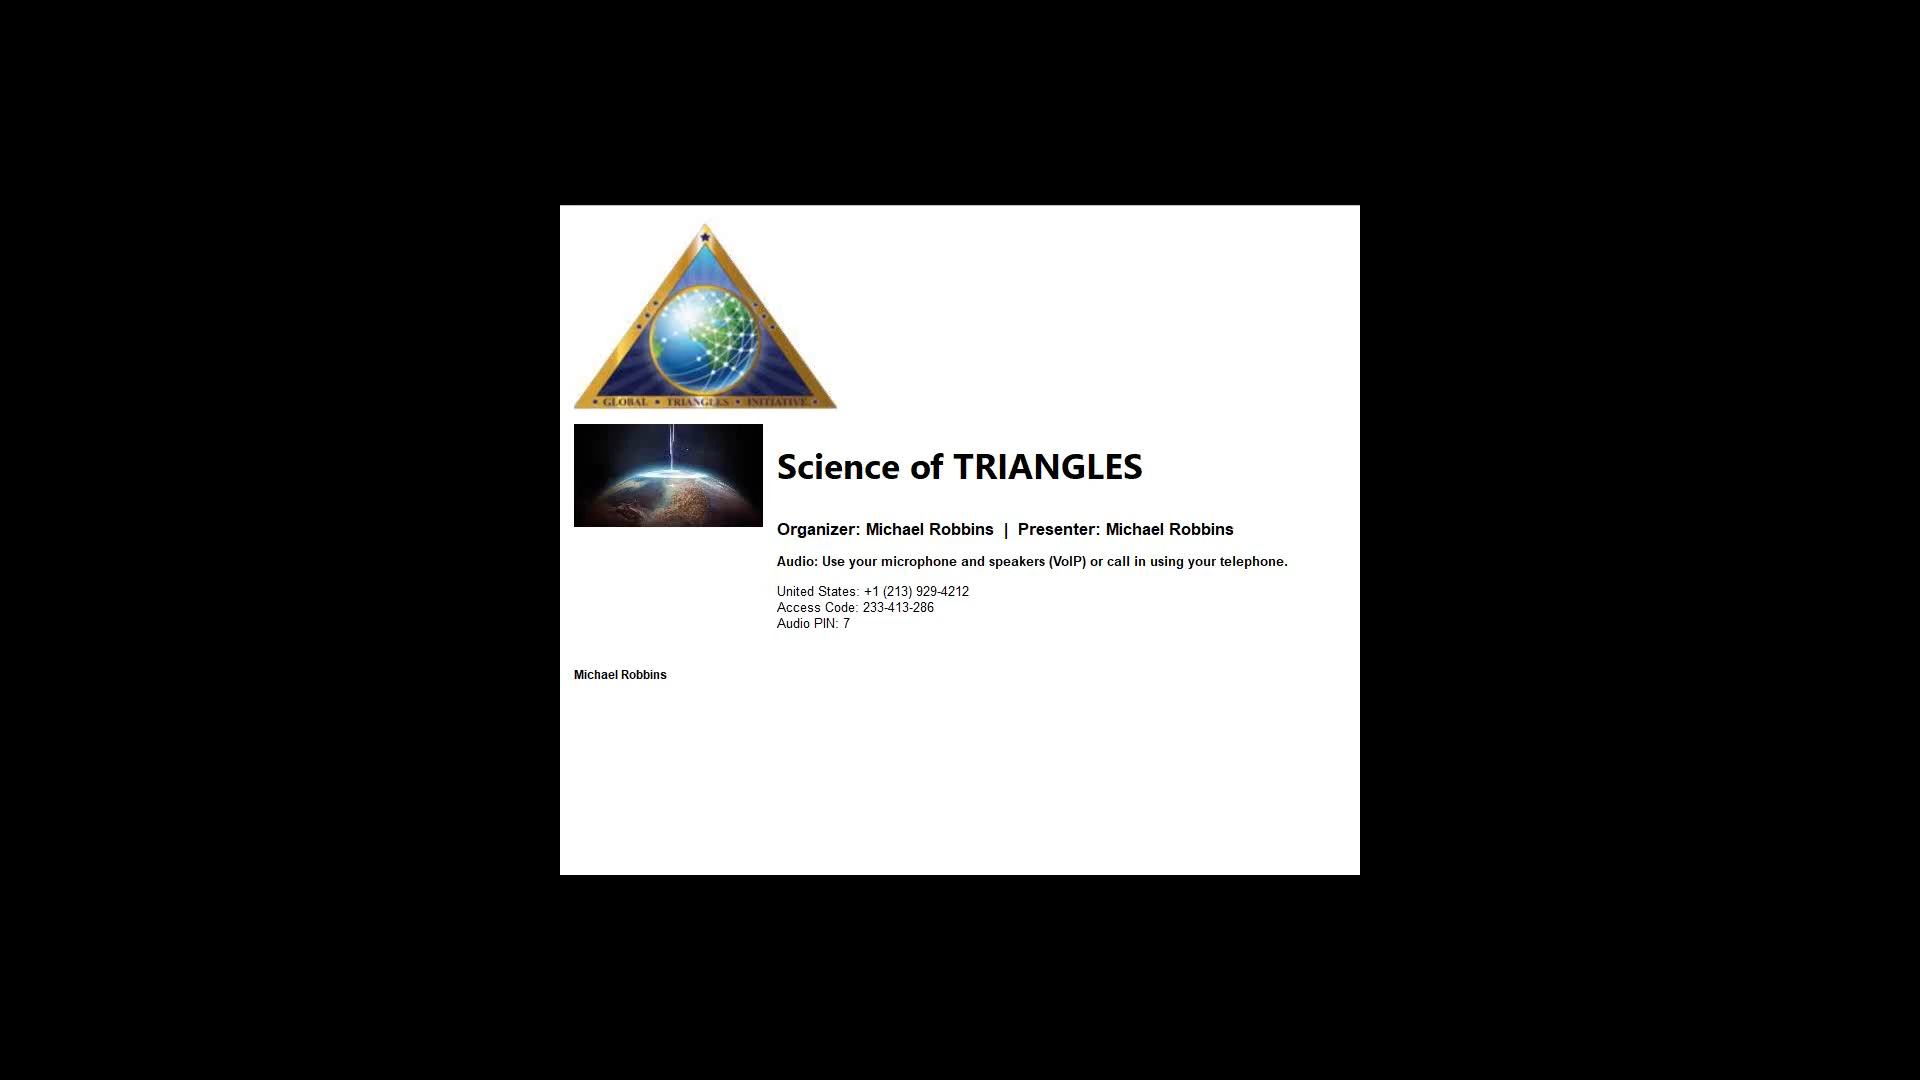 GLOBAL • TRIANGLES • INITIATIVE
Science of TRIANGLES
Organizer: Michael Robbins | Presenter: Michael Robbins
Audio: Use your microphone and speakers (VoIP) or call in using your telephone.
United States: +1 (213) 929-4212
Access Code: 233-413-286
Audio PIN: 7
Michael Robbins